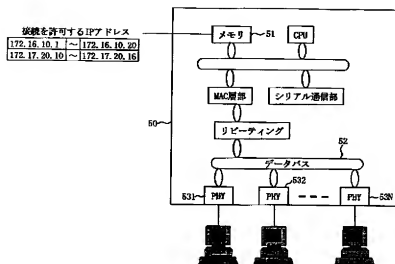 接続を許可するIPアドレス
172.16.10.1 ～ 172.16.10.20
172.17.20.10 ～ 172.17.20.16
メモリ 51 CPU
MAC層部 シリアル通信部
50
リピーティング
52
データバス
531 PHY 532 PHY PHY 53N